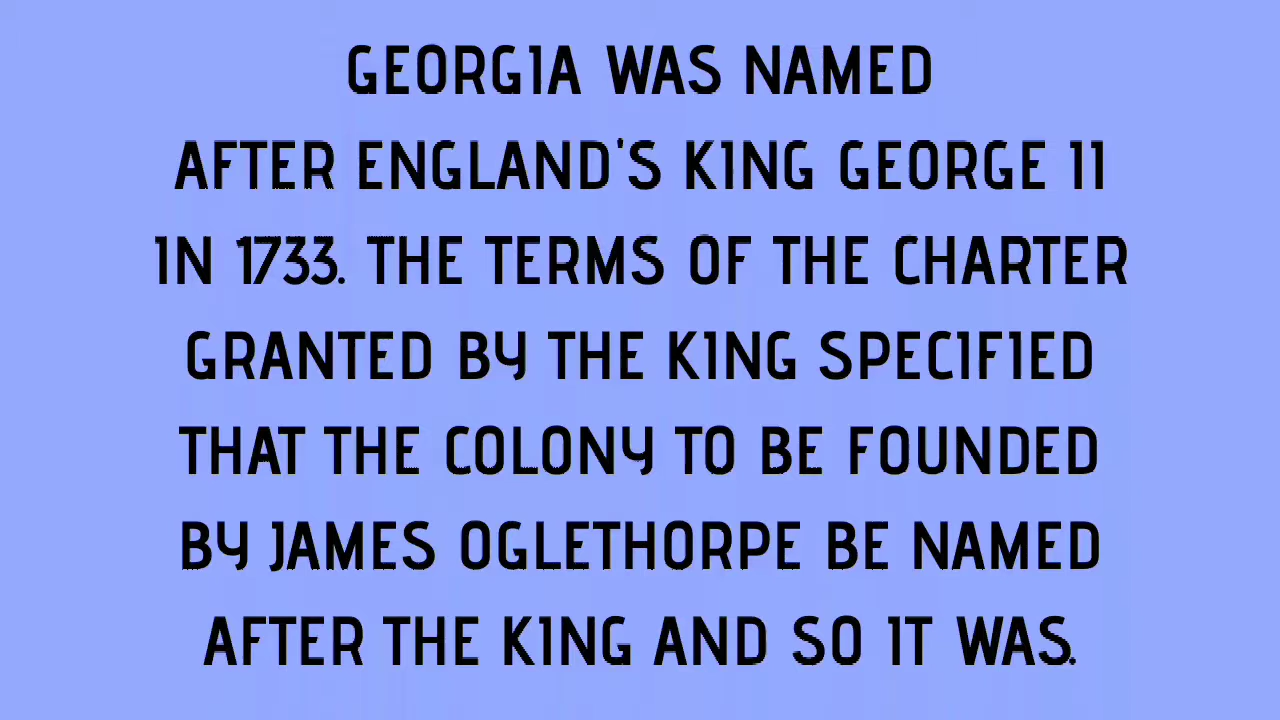 GEORGIA WAS NAMED
AFTER ENGLAND'S KING GEORGE II
IN 1733. THE TERMS OF THE CHARTER
GRANTED BY THE KING SPECIFIED
THAT THE COLONY TO BE FOUNDED
BY JAMES OGLETHORPE BE NAMED
AFTER THE KING AND SO IT WAS.